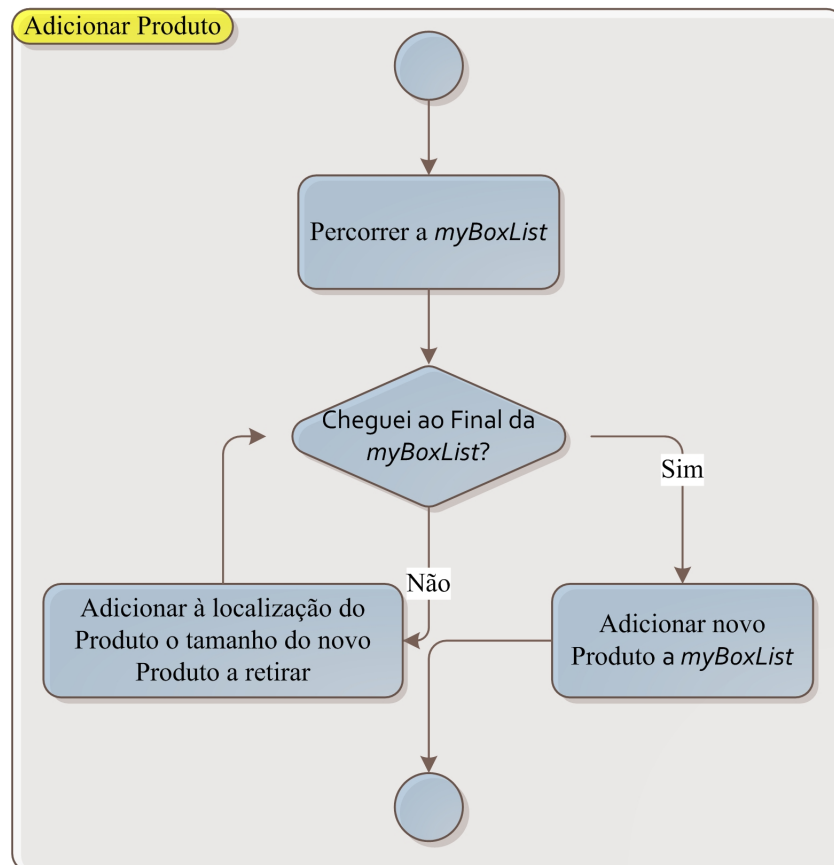 Adicionar Produto
Percorrer a myBoxList
Cheguei ao Final da
myBoxList?
Sim
Não
Adicionar à localização do
Produto o tamanho do novo
Produto a retirar
Adicionar novo
Produto a myBoxList